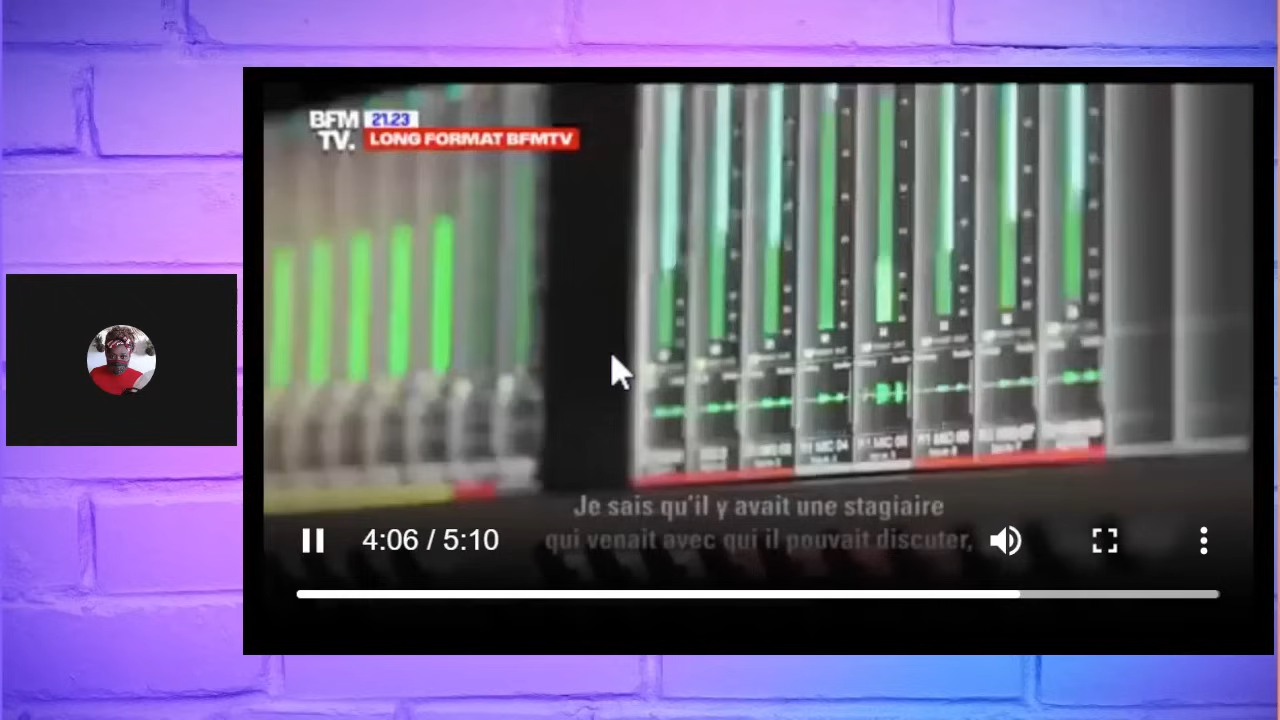 BFM
TV.
21.23
LONG FORMAT BFMTV
Je sais qu'il y avait une stagiaire
qui venait avec qui il pouvait discuter,
4:06 / 5:10